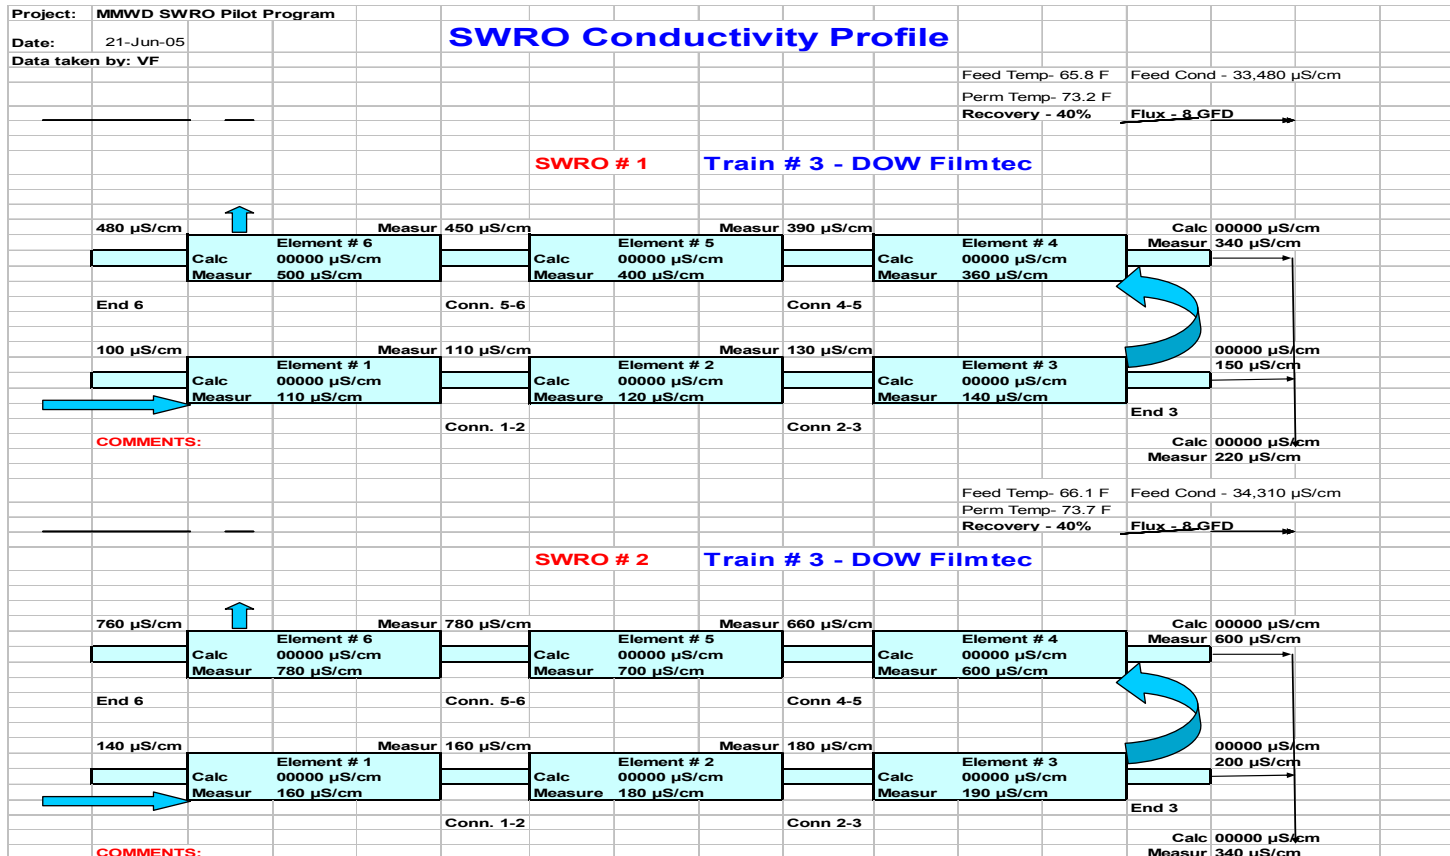 Project: MMWD SWRO Pilot Program
SWRO Conductivity Profile
Date: 21-Jun-05
Data taken by: VF
Feed Temp- 65.8 F Feed Cond - 33,480 µS/cm
Perm Temp- 73.2 F
Recovery - 40% Flux - 8 GFD
SWRO # 1 Train # 3 - DOW Filmtec
480 µS/cm Measur 450 µS/cm Measur 390 µS/cm Calc 00000 µS/cm
Element # 6 Element # 5 Element # 4 Measur 340 µS/cm
Calc 00000 µS/cm Calc 00000 µS/cm Calc 00000 µS/cm
Measur 500 µS/cm Measur 400 µS/cm Measur 360 µS/cm
End 6 Conn. 5-6 Conn 4-5
100 µS/cm Measur 110 µS/cm Measur 130 µS/cm 00000 µS/cm
Element # 1 Element # 2 Element # 3 150 µS/cm
Calc 00000 µS/cm Calc 00000 µS/cm Calc 00000 µS/cm
Measur 110 µS/cm Measure 120 µS/cm Measur 140 µS/cm
End 3
Conn. 1-2 Conn 2-3
COMMENTS: Calc 00000 µS/cm
Measur 220 µS/cm
Feed Temp- 66.1 F Feed Cond - 34,310 µS/cm
Perm Temp- 73.7 F
Recovery - 40% Flux - 8 GFD
SWRO # 2 Train # 3 - DOW Filmtec
760 µS/cm Measur 780 µS/cm Measur 660 µS/cm Calc 00000 µS/cm
Element # 6 Element # 5 Element # 4 Measur 600 µS/cm
Calc 00000 µS/cm Calc 00000 µS/cm Calc 00000 µS/cm
Measur 780 µS/cm Measur 700 µS/cm Measur 600 µS/cm
End 6 Conn. 5-6 Conn 4-5
140 µS/cm Measur 160 µS/cm Measur 180 µS/cm 00000 µS/cm
Element # 1 Element # 2 Element # 3 200 µS/cm
Calc 00000 µS/cm Calc 00000 µS/cm Calc 00000 µS/cm
Measur 160 µS/cm Measure 180 µS/cm Measur 190 µS/cm
End 3
Conn. 1-2 Conn 2-3
Calc 00000 µS/cm
COMMENTS: Measur 340 µS/cm